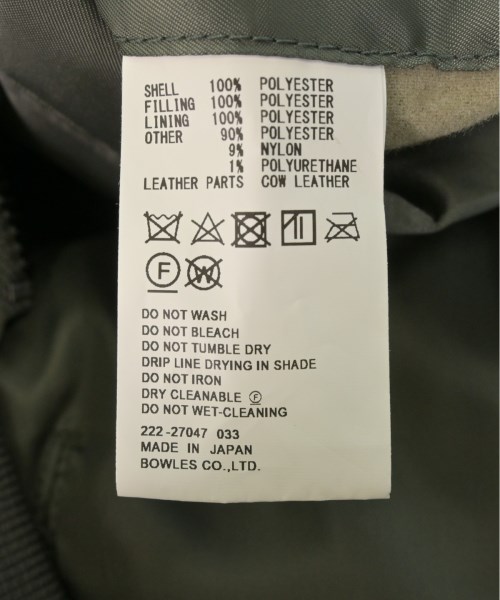 SHELL 100% POLYESTER
FILLING 100% POLYESTER
LINING 100% POLYESTER
OTHER 90% POLYESTER
9% NYLON
1% POLYURETHANE
LEATHER PARTS COW LEATHER
F W
DO NOT WASH
DO NOT BLEACH
DO NOT TUMBLE DRY
DRIP LINE DRYING IN SHADE
DO NOT IRON
DRY CLEANABLE Ⓕ
DO NOT WET-CLEANING
222-27047 033
MADE IN JAPAN
BOWLES CO.,LTD.